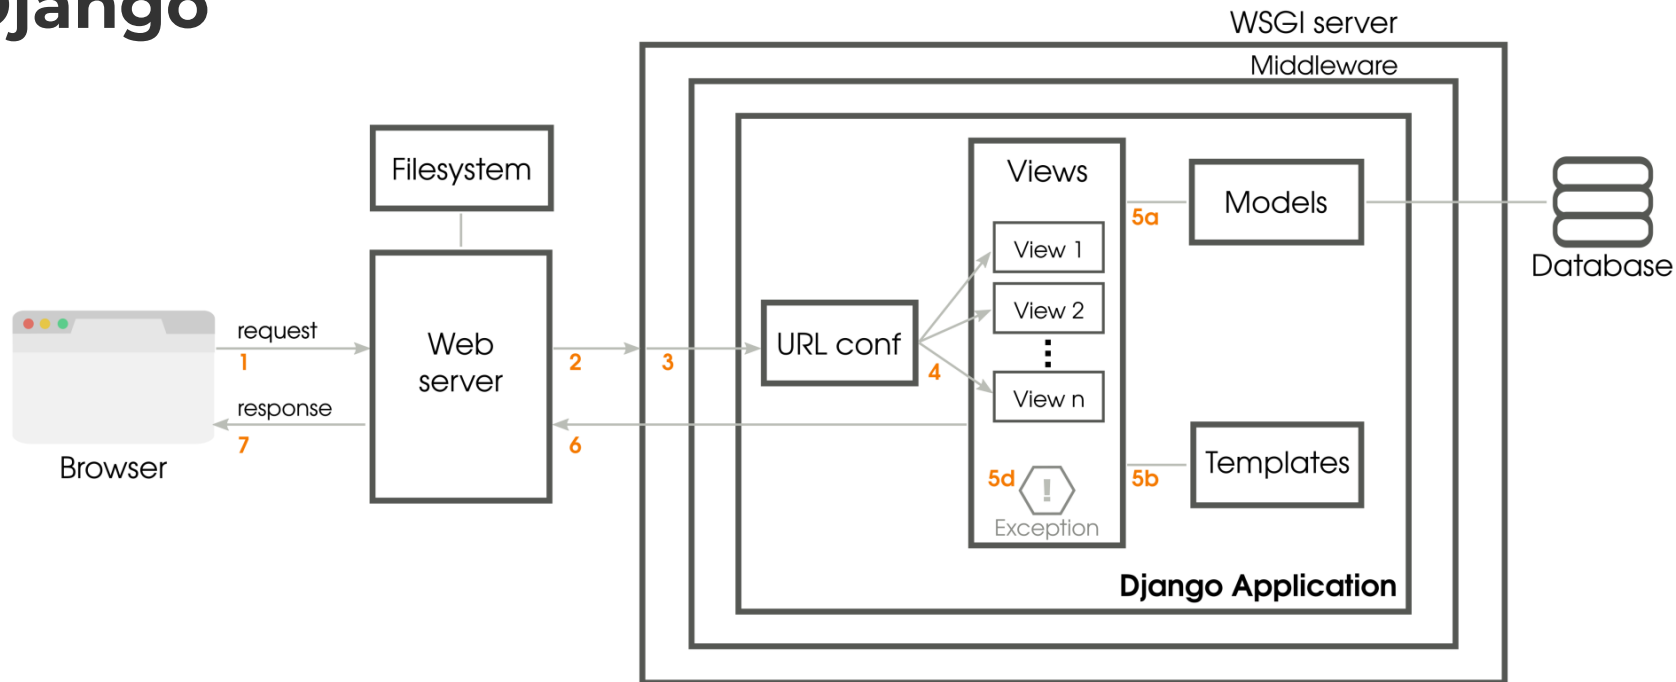 Django
WSGI server
Middleware
Filesystem
Views
Models
5a
View 1
Database
View 2
request
1
Web
server
2
3
URL conf
4
View n
response
7
6
Browser
Templates
5d
5b
!
Exception
Django Application